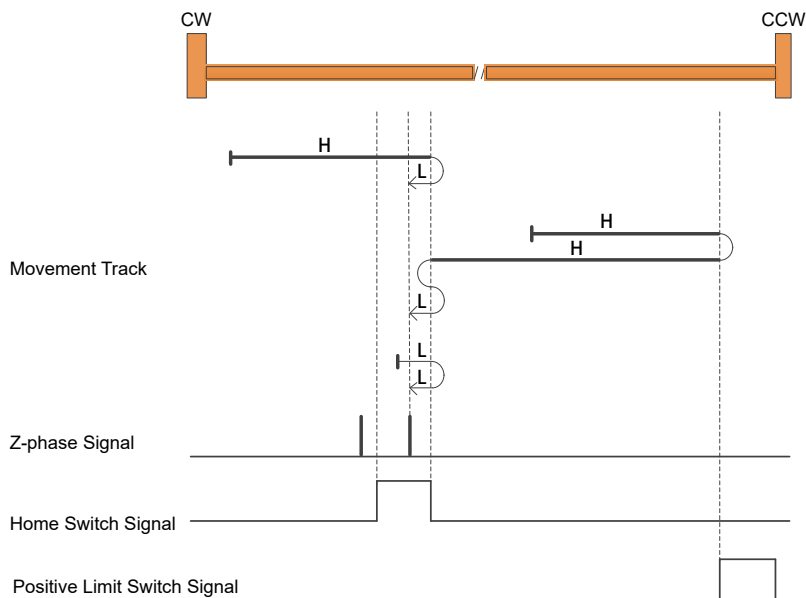 CW
CCW
H
L
H
H
Movement Track
L
L
L
Z-phase Signal
Home Switch Signal
Positive Limit Switch Signal